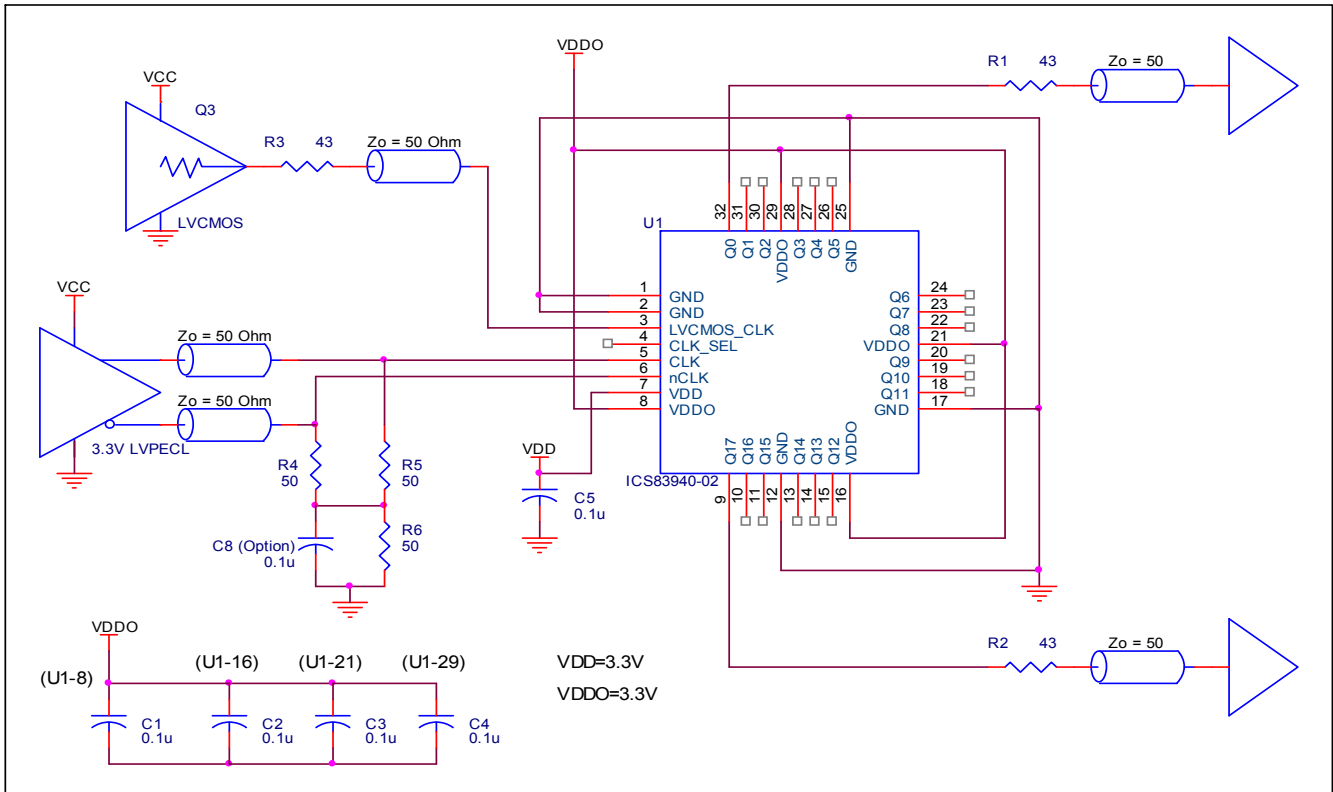 VDDO
R1 43
Zo = 50
VCC
Q3
R3 43
Zo = 50 Ohm
LVCMOS
U1
32
31
30
29
28
27
26
25
Q0
Q1
Q2
VDDO
Q3
Q4
Q5
GND
1 GND
2 GND
3 LVCMOS_CLK
4 CLK_SEL
5 CLK
6 nCLK
7 VDD
8 VDDO
Q6 24
Q7 23
Q8 22
VDDO 21
Q9 20
Q10 19
Q11 18
GND 17
Q17
Q16
Q15
GND
Q14
Q13
Q12
VDDO
9
10
11
12
13
14
15
16
ICS83940-02
VCC
Zo = 50 Ohm
Zo = 50 Ohm
3.3V LVPECL
R4
50
R5
50
R6
50
C8 (Option)
0.1u
VDD
C5
0.1u
R2 43
Zo = 50
VDDO
(U1-8)
(U1-16)
(U1-21)
(U1-29)
C1
0.1u
C2
0.1u
C3
0.1u
C4
0.1u
VDD=3.3V
VDDO=3.3V